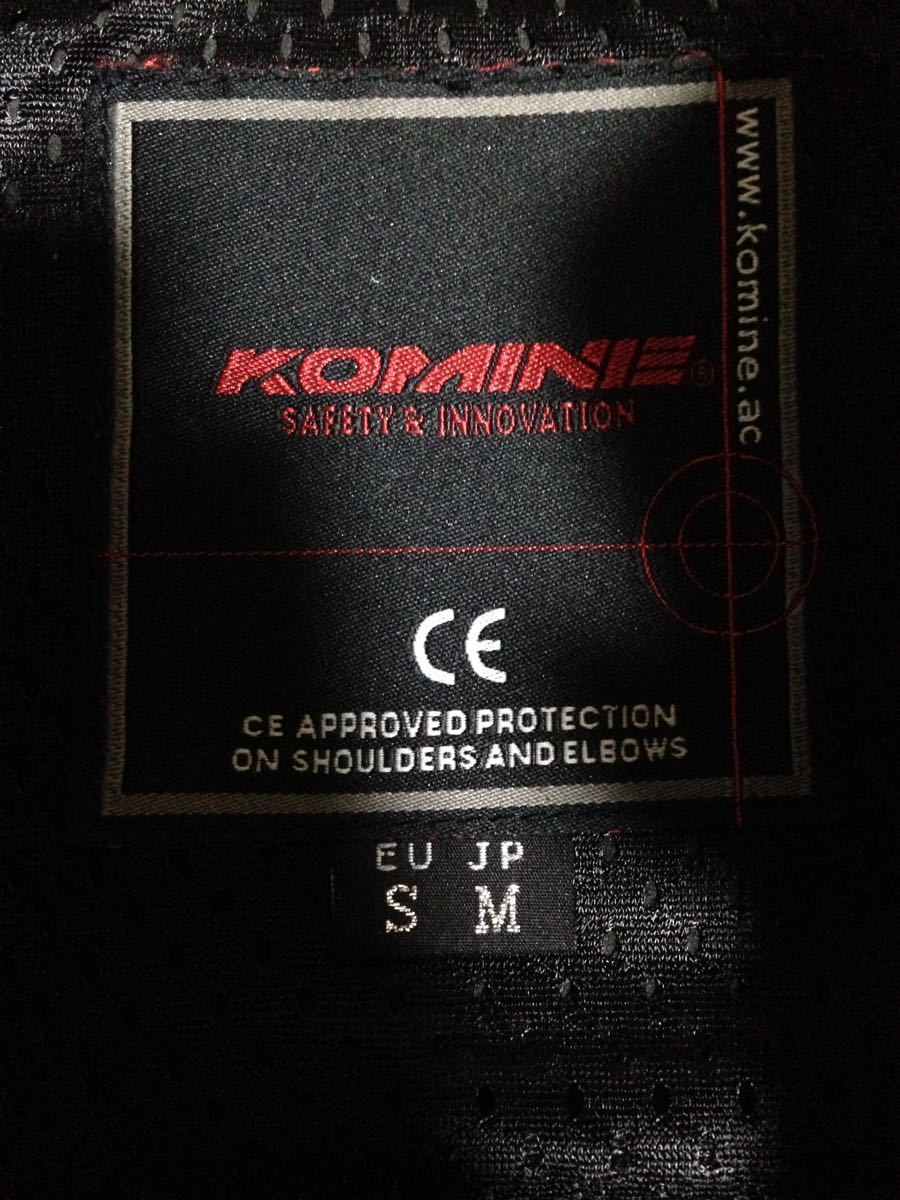 www.komine.ac
KOMINE®
SAFETY & INNOVATION
CE
CE APPROVED PROTECTION
ON SHOULDERS AND ELBOWS
EU JP
S M